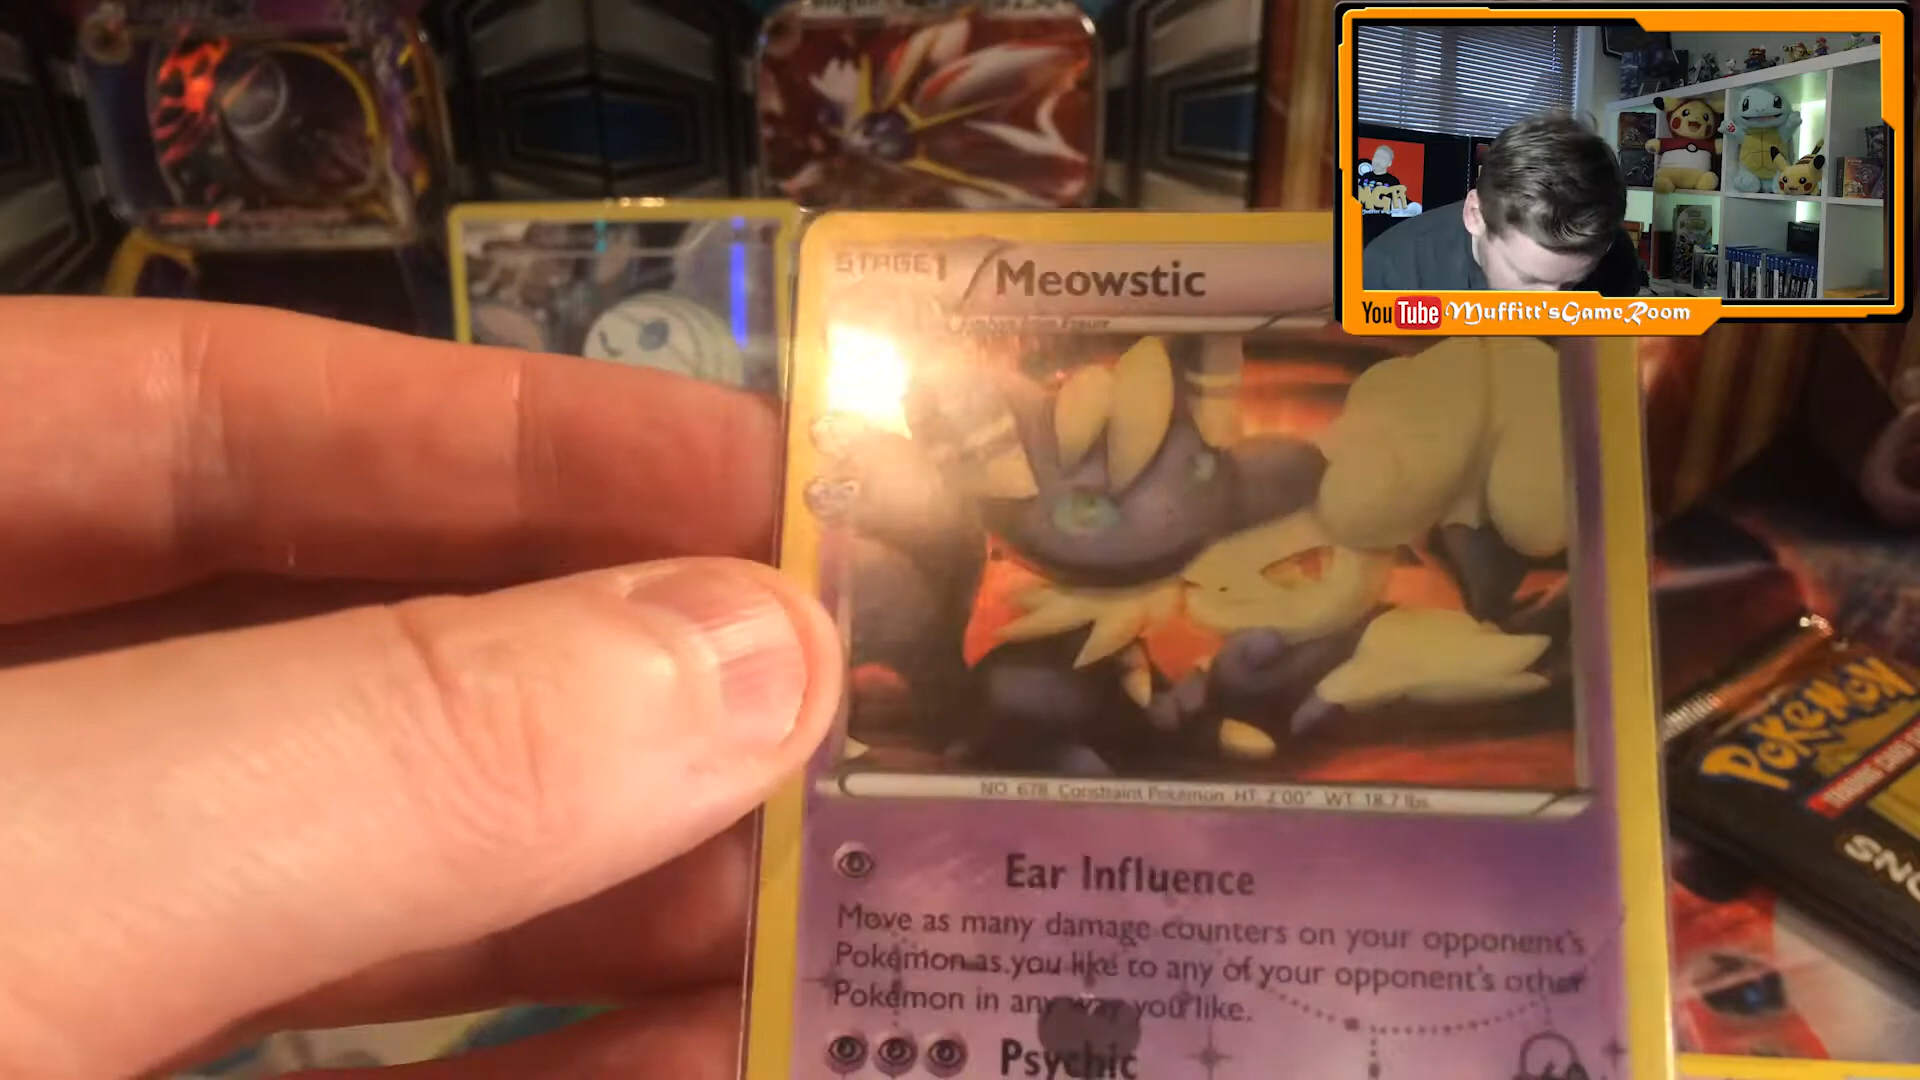 STAGE1
Meowstic
NO. 678 Constraint Pokémon HT: 2'00" WT: 18.7 lbs.
Ear Influence
Move as many damage counters on your opponent's
Pokémon as you like to any of your opponent's other
Pokémon in any way you like.
Psychic
MGR
YouTube Muffitt'sGameRoom
POKéMON